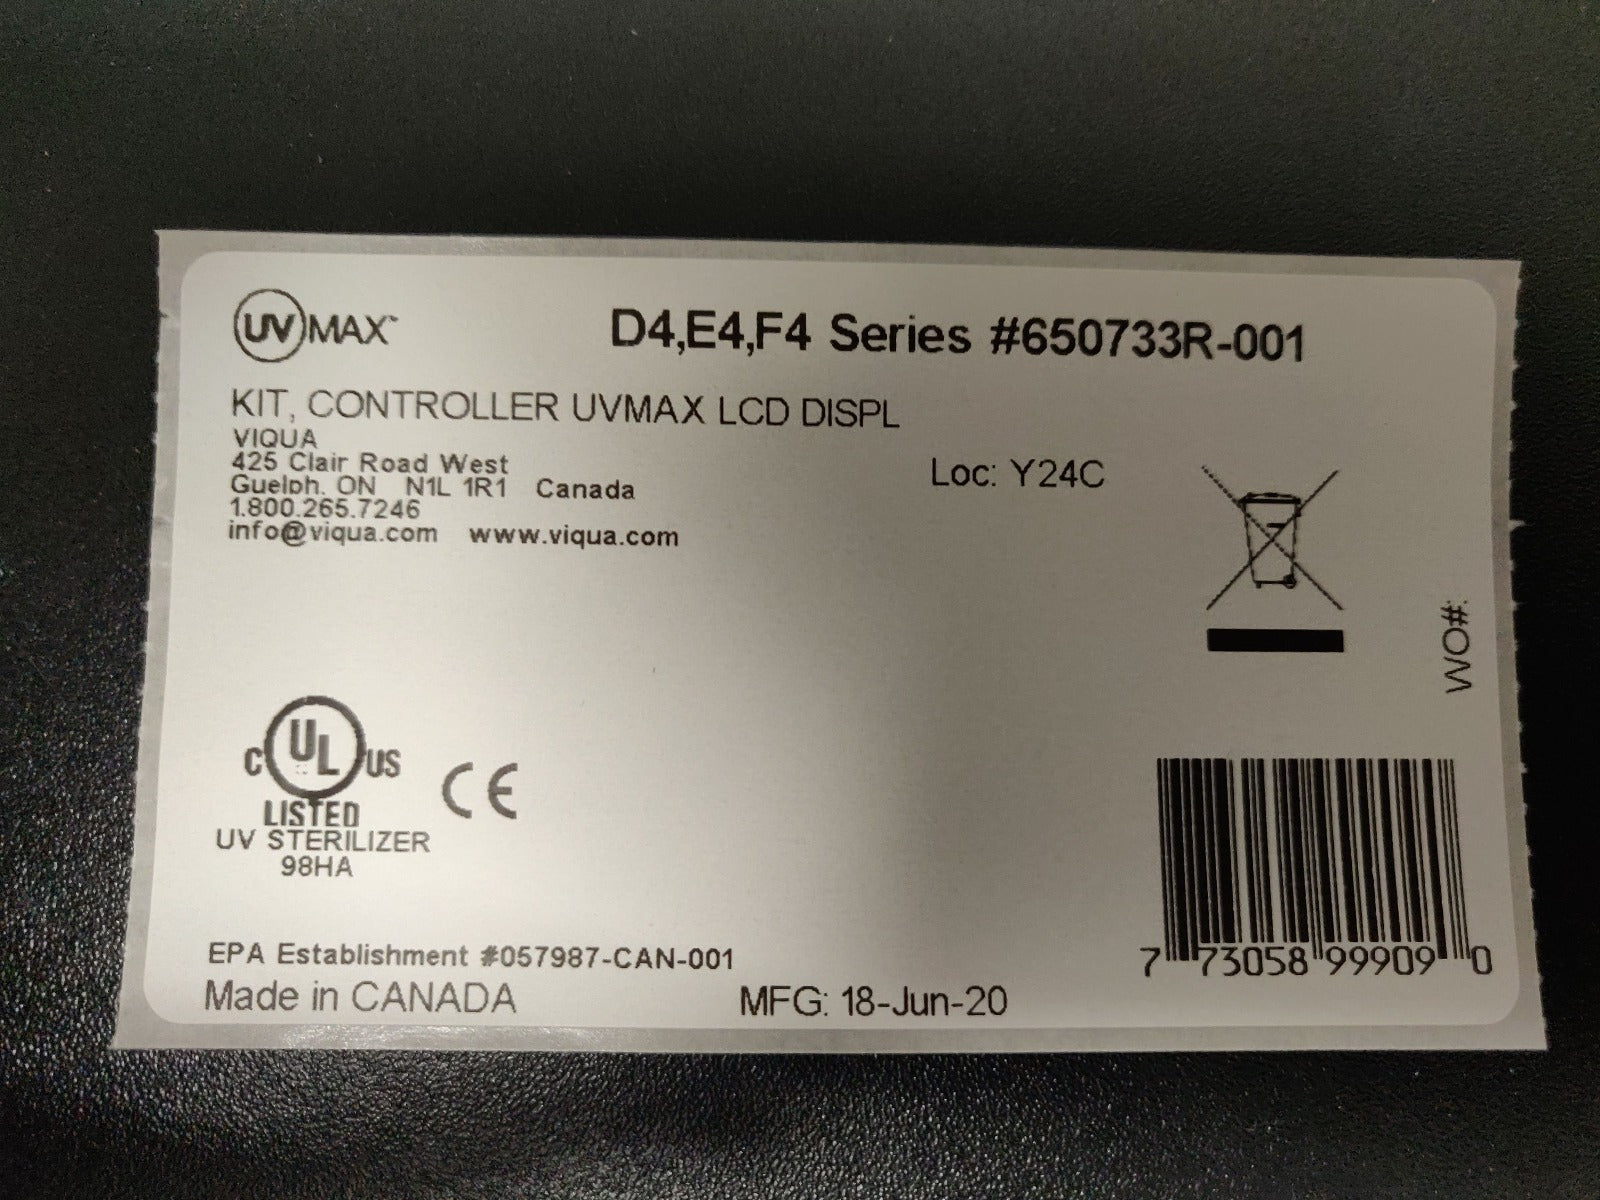 UVMAX™ D4,E4,F4 Series #650733R-001
KIT, CONTROLLER UVMAX LCD DISPL
VIQUA
425 Clair Road West
Guelph. ON N1L 1R1 Canada
1.800.265.7246
info@viqua.com www.viqua.com
Loc: Y24C
WO#:
C UL US
LISTED
CE
UV STERILIZER
98HA
EPA Establishment #057987-CAN-001
Made in CANADA MFG: 18-Jun-20
7 73058 99909 0